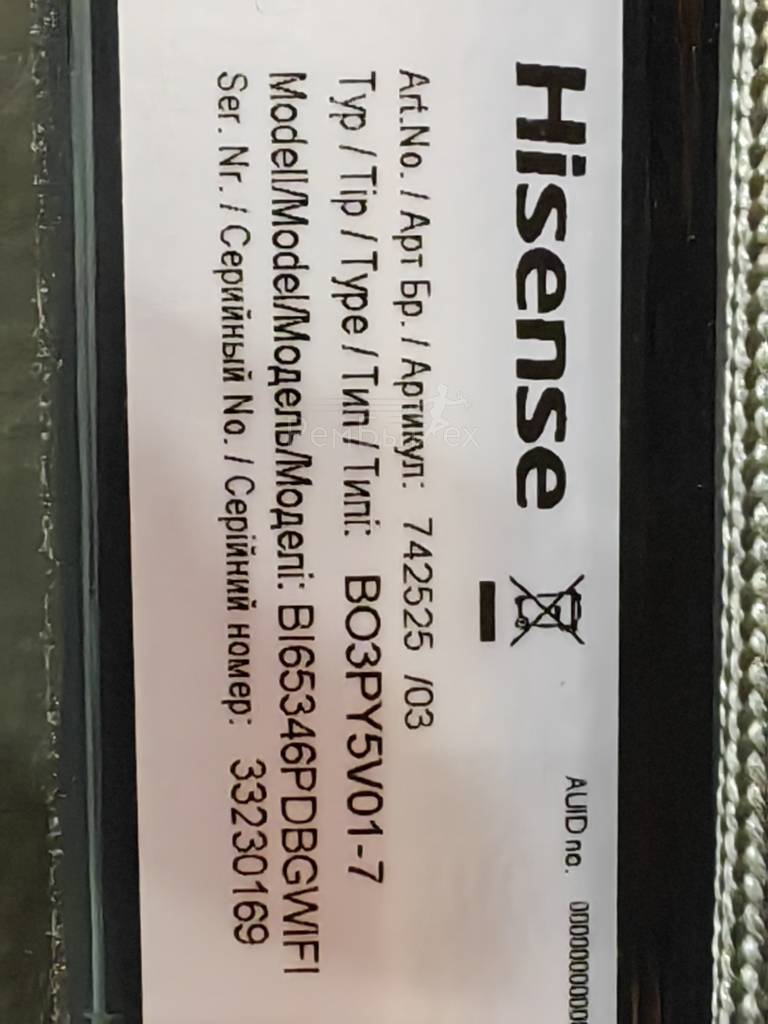 Hisense
AUID no. 0000000000
Art.No. / Арт Бр. / Артикул: 742525 /03
Typ / Tip / Type / Тип / Типі: BO3PY5V01-7
Modell/Model/Модель/Моделі: BI65346PDBGWIFI
Ser. Nr. / Серийный No. / Серійний номер: 33230169